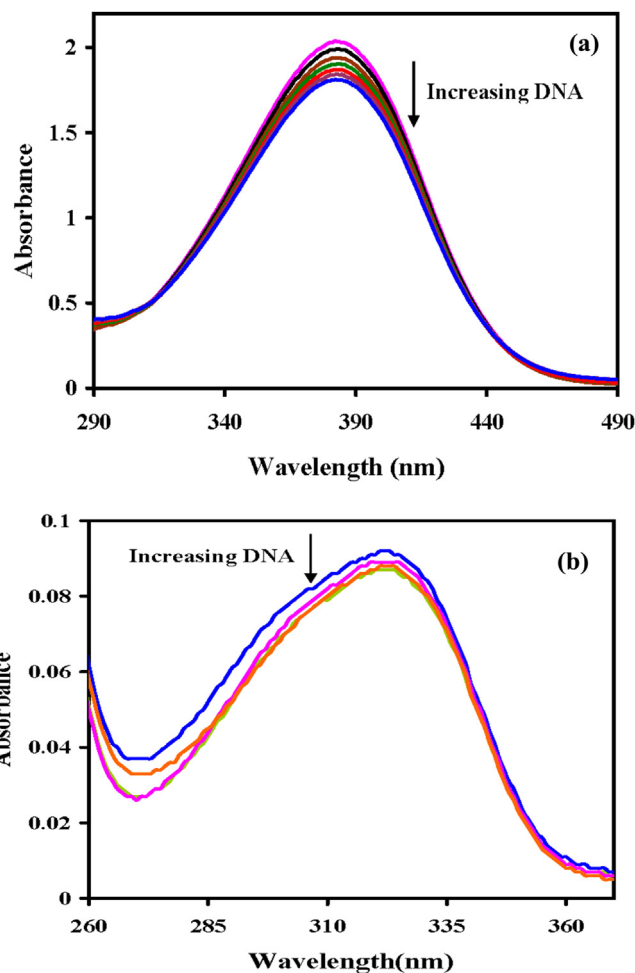 (a)
2
Increasing DNA
1.5
Absorbance
1
0.5
0
290 340 390 440 490
Wavelength (nm)
0.1
Increasing DNA
(b)
0.08
0.06
Absorbance
0.04
0.02
0
260 285 310 335 360
Wavelength(nm)